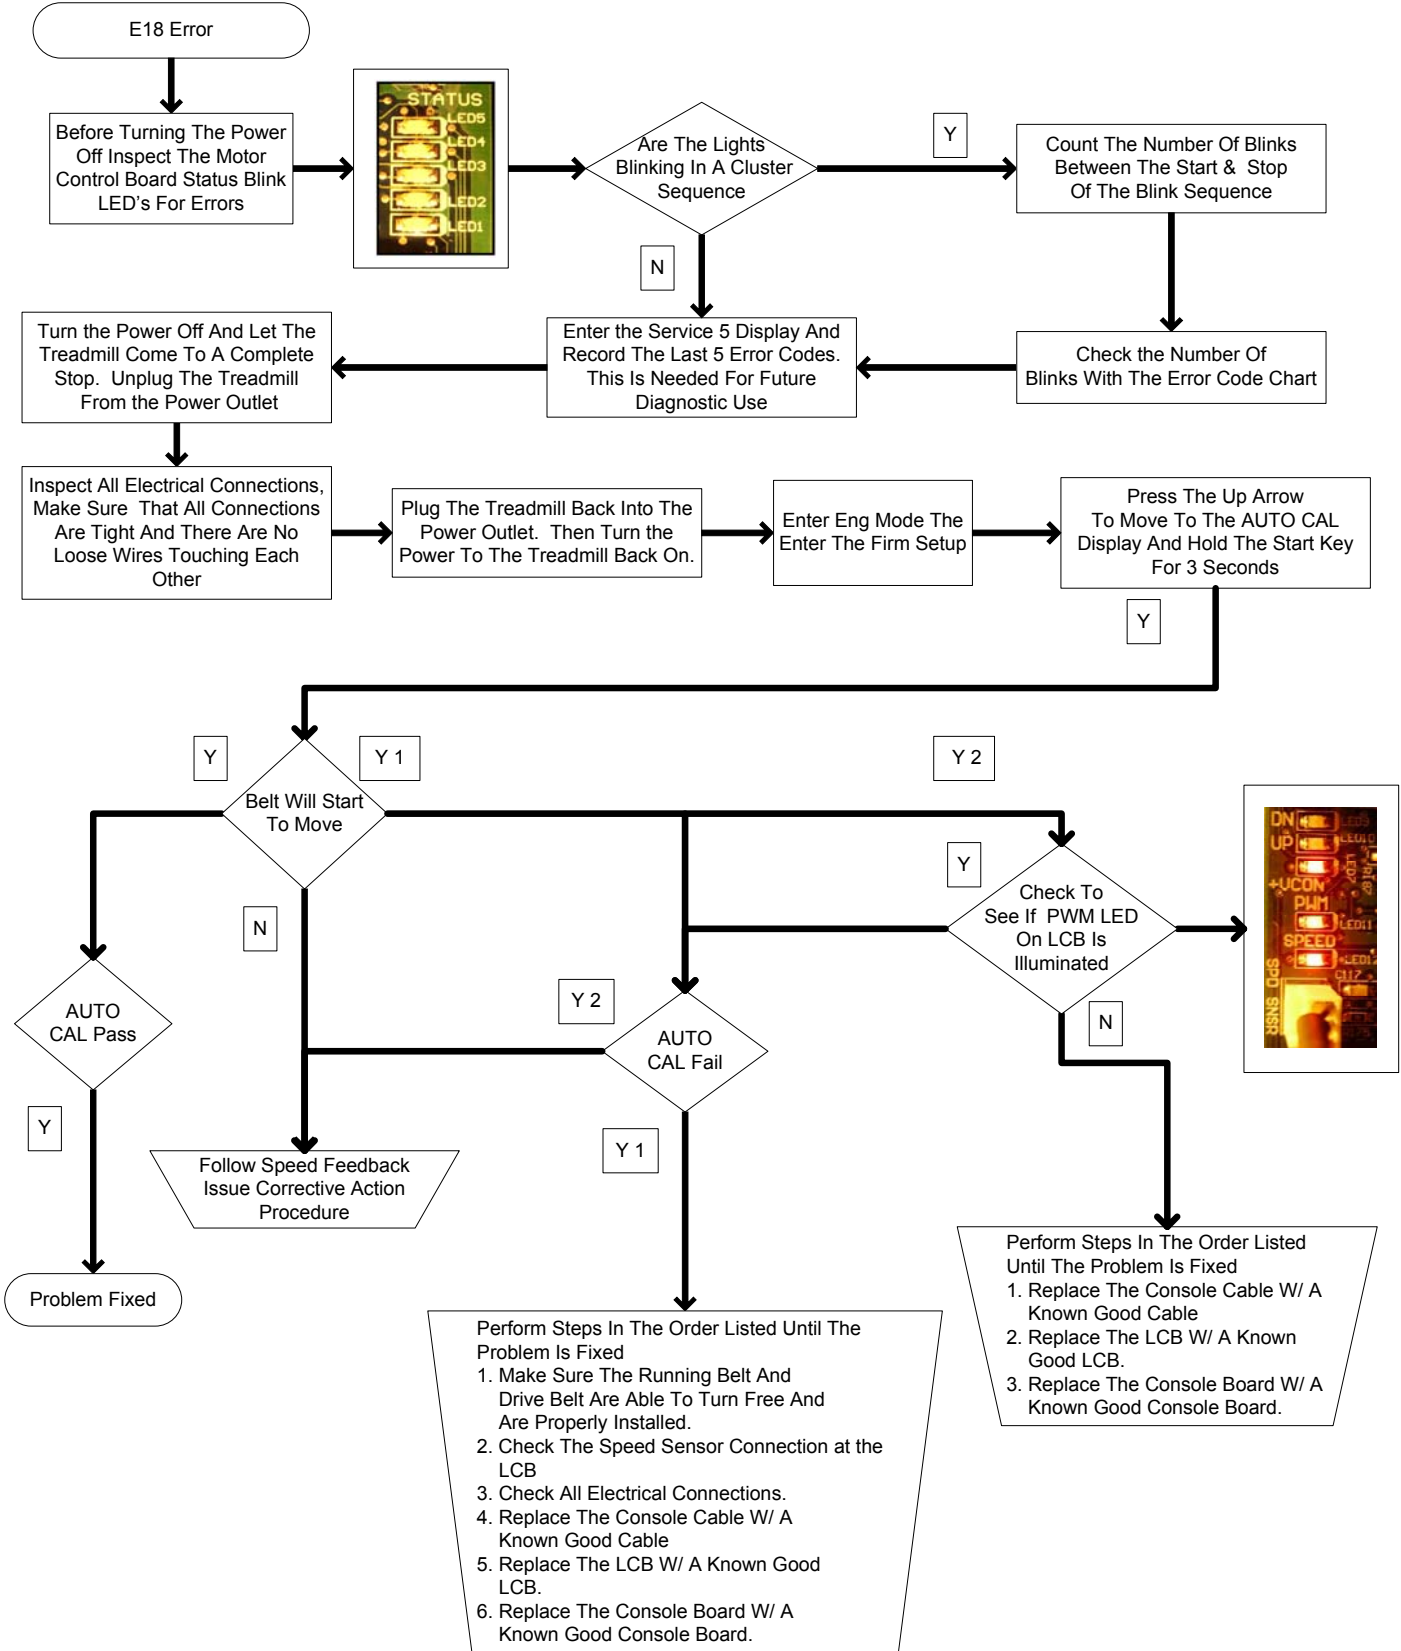 E18 Error
Before Turning The Power
Off Inspect The Motor
Control Board Status Blink
LED's For Errors
STATUS
LED5
LED4
LED3
LED2
LED1
Are The Lights
Blinking In A Cluster
Sequence
Y
Count The Number Of Blinks
Between The Start & Stop
Of The Blink Sequence
N
Turn the Power Off And Let The
Treadmill Come To A Complete
Stop. Unplug The Treadmill
From the Power Outlet
Enter the Service 5 Display And
Record The Last 5 Error Codes.
This Is Needed For Future
Diagnostic Use
Check the Number Of
Blinks With The Error Code Chart
Inspect All Electrical Connections,
Make Sure That All Connections
Are Tight And There Are No
Loose Wires Touching Each
Other
Plug The Treadmill Back Into The
Power Outlet. Then Turn the
Power To The Treadmill Back On.
Enter Eng Mode The
Enter The Firm Setup
Press The Up Arrow
To Move To The AUTO CAL
Display And Hold The Start Key
For 3 Seconds
Y
Y
Y 1
Y 2
Belt Will Start
To Move
Y
Check To
See If PWM LED
On LCB Is
Illuminated
DN
UP
LED10
LED7
+VCON
PWM
LED11
SPEED
C117
SPD SNSR
N
AUTO
CAL Pass
Y 2
AUTO
CAL Fail
N
Y
Y 1
Follow Speed Feedback
Issue Corrective Action
Procedure
Problem Fixed
Perform Steps In The Order Listed Until The
Problem Is Fixed
1. Make Sure The Running Belt And
Drive Belt Are Able To Turn Free And
Are Properly Installed.
2. Check The Speed Sensor Connection at the
LCB
3. Check All Electrical Connections.
4. Replace The Console Cable W/ A
Known Good Cable
5. Replace The LCB W/ A Known Good
LCB.
6. Replace The Console Board W/ A
Known Good Console Board.
Perform Steps In The Order Listed
Until The Problem Is Fixed
1. Replace The Console Cable W/ A
Known Good Cable
2. Replace The LCB W/ A Known
Good LCB.
3. Replace The Console Board W/ A
Known Good Console Board.